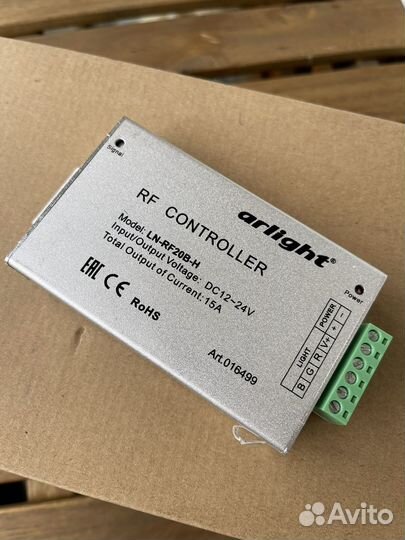 Signal
arlight
RF CONTROLLER
Model: LN-RF20B-H
Input/Output Voltage: DC12~24V
Total Output of Current:15A
EAC CE
RoHS
Art.016499
Power
LIGHT POWER
B G R V+ + −
Avito